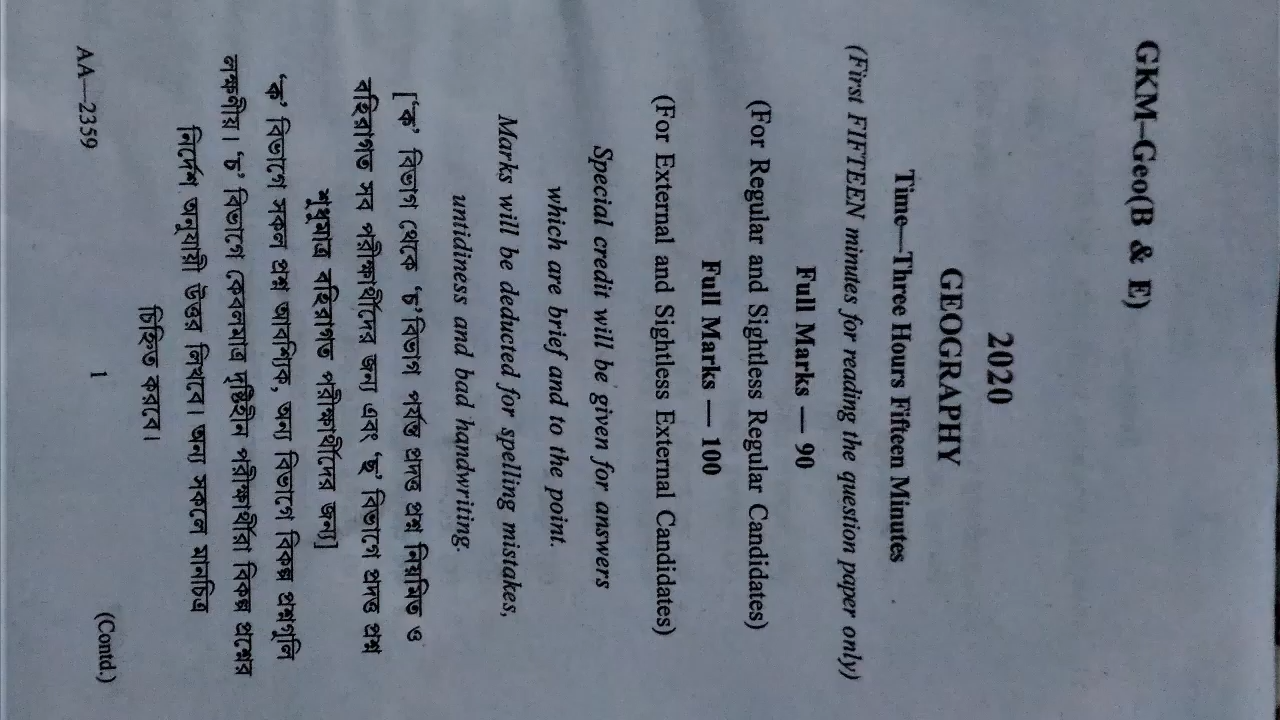 GKM–Geo(B & E)
2020
GEOGRAPHY
Time—Three Hours Fifteen Minutes
(First FIFTEEN minutes for reading the question paper only)
Full Marks — 90
(For Regular and Sightless Regular Candidates)
Full Marks — 100
(For External and Sightless External Candidates)
Special credit will be given for answers
which are brief and to the point.
Marks will be deducted for spelling mistakes,
untidiness and bad handwriting.
['ক' বিভাগ থেকে 'চ' বিভাগ পর্যন্ত প্রদত্ত প্রশ্ন নিয়মিত ও
বহিরাগত সব পরীক্ষার্থীদের জন্য এবং 'ছ' বিভাগে প্রদত্ত প্রশ্ন
শুধুমাত্র বহিরাগত পরীক্ষার্থীদের জন্য]
'ক' বিভাগে সকল প্রশ্ন আবশ্যিক, অন্য বিভাগে বিকল্প প্রশ্নগুলি
লক্ষণীয়। 'চ' বিভাগে কেবলমাত্র দৃষ্টিহীন পরীক্ষার্থীরা বিকল্প প্রশ্নের
নির্দেশ অনুযায়ী উত্তর লিখবে। অন্য সকলে মানচিত্র
চিহ্নিত করবে।
AA—2359 1 (Contd.)